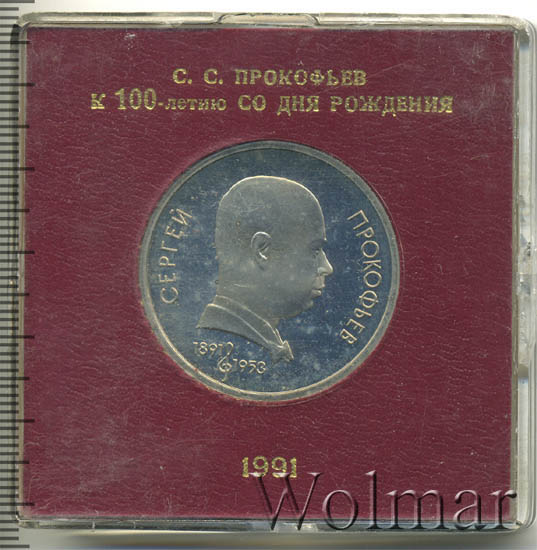 С. С. ПРОКОФЬЕВ
К 100-летию СО ДНЯ РОЖДЕНИЯ
СЕРГЕЙ
ПРОКОФЬЕВ
1891
1953
1991
Wolmar